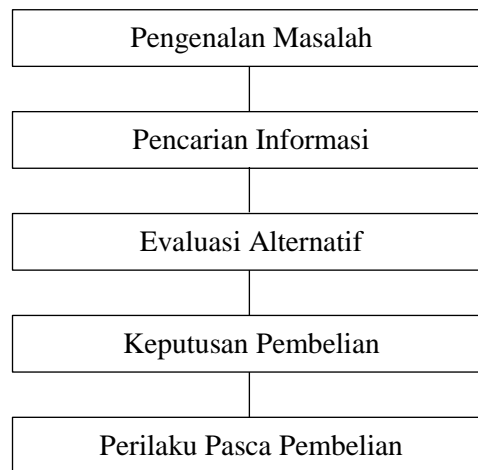 Pengenalan Masalah
Pencarian Informasi
Evaluasi Alternatif
Keputusan Pembelian
Perilaku Pasca Pembelian